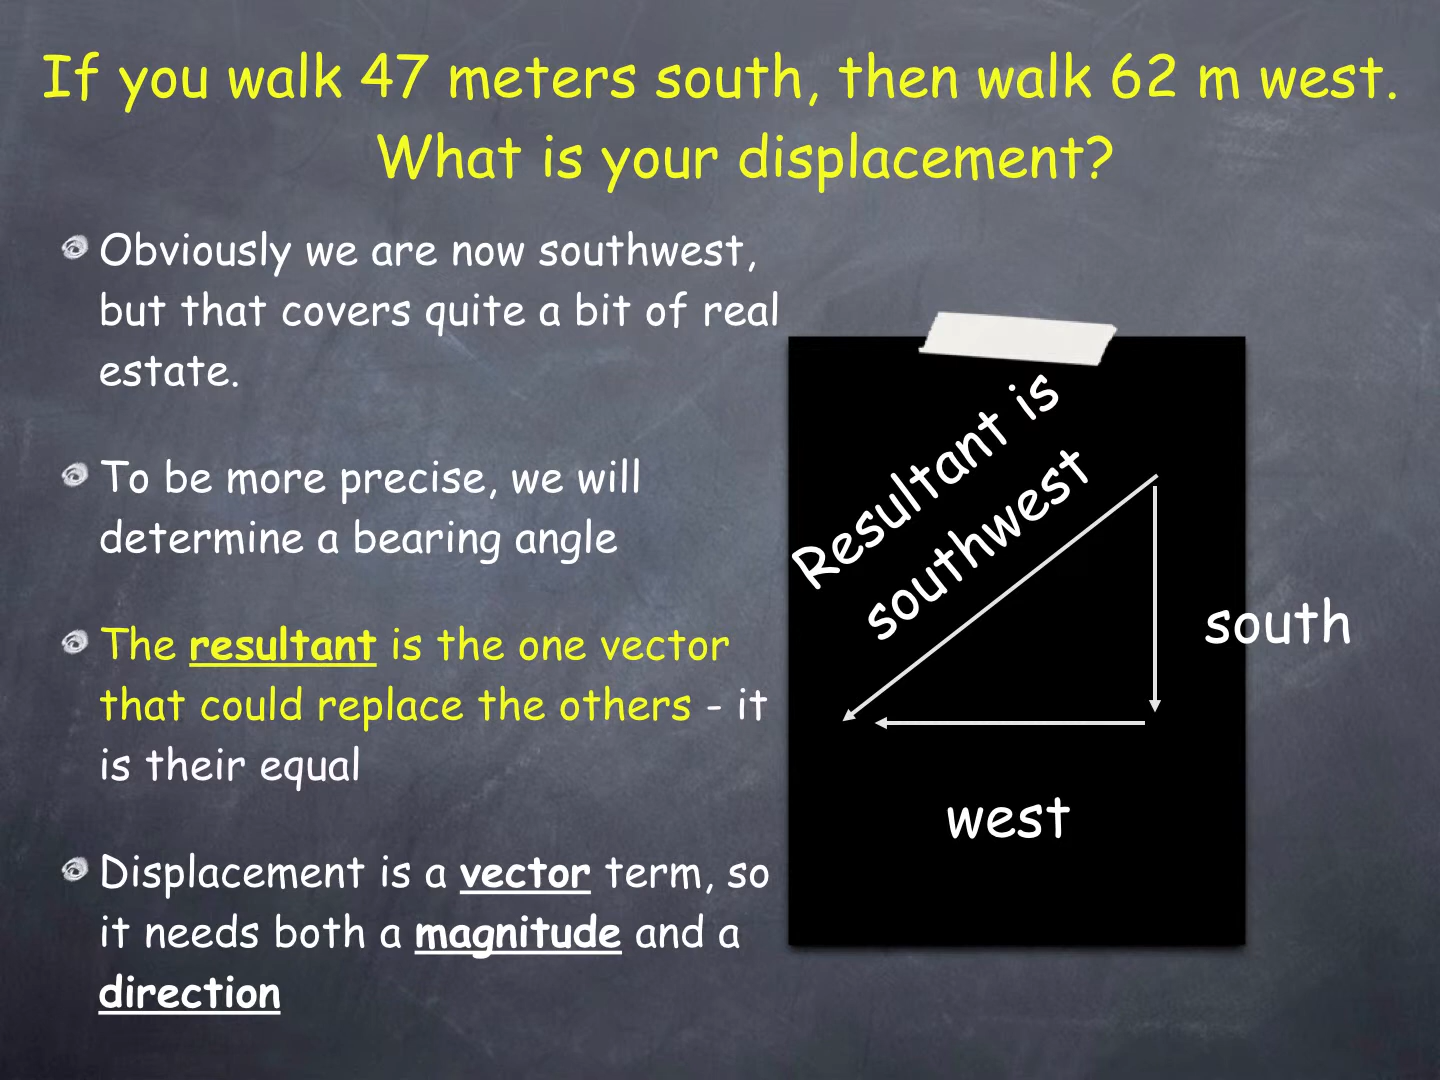 If you walk 47 meters south, then walk 62 m west.
What is your displacement?
Obviously we are now southwest,
but that covers quite a bit of real
estate.
To be more precise, we will
determine a bearing angle
The resultant is the one vector
that could replace the others - it
is their equal
Displacement is a vector term, so
it needs both a magnitude and a
direction
Resultant is
southwest
south
west